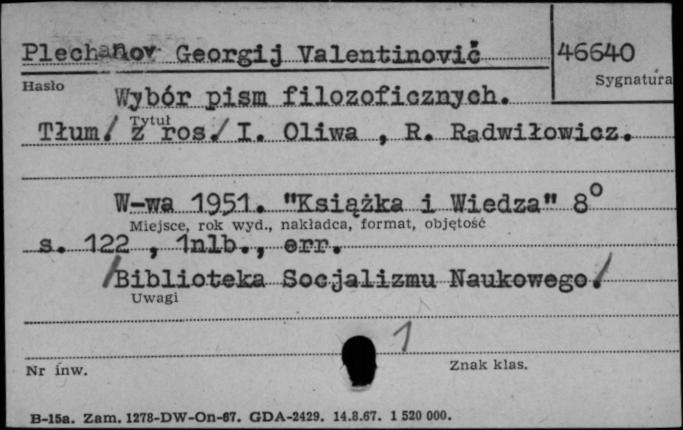 Plechanov Georgij Valentinovič 46640
Hasło Sygnatura
Wybór pism filozoficznych.
Tytuł
Tłum./ z ros./ I. Oliwa , R. Radwiłowicz.
W-wa 1951. "Książka i Wiedza" 8°
Miejsce, rok wyd., nakładca, format, objętość
s. 122 , 1nlb., err.
/Biblioteka Socjalizmu Naukowego./
Uwagi
1
Nr inw. Znak klas.
B-15a. Zam. 1278-DW-On-67. GDA-2429. 14.8.67. 1 520 000.